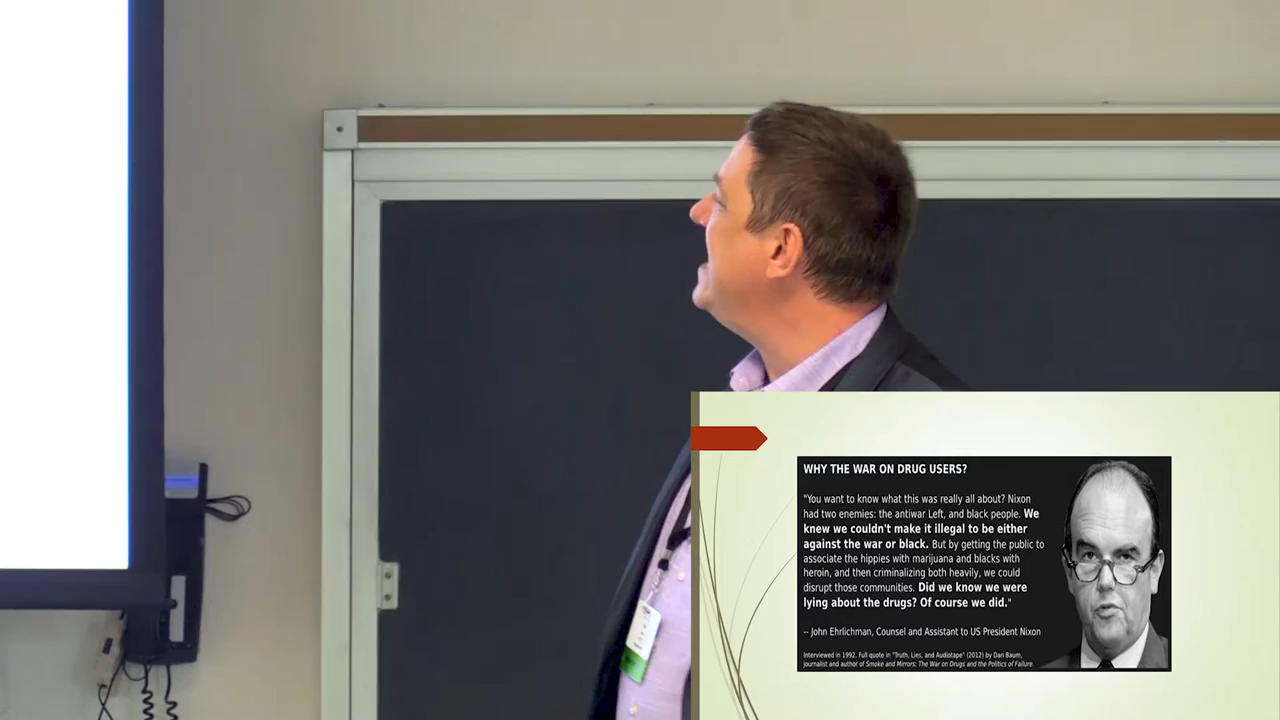 WHY THE WAR ON DRUG USERS?
"You want to know what this was really all about? Nixon
had two enemies: the antiwar Left, and black people. We
knew we couldn't make it illegal to be either
against the war or black. But by getting the public to
associate the hippies with marijuana and blacks with
heroin, and then criminalizing both heavily, we could
disrupt those communities. Did we know we were
lying about the drugs? Of course we did."
-- John Ehrlichman, Counsel and Assistant to US President Nixon
Interviewed in 1992. Full quote in "Truth, Lies, and Audiotape" (2012) by Dan Baum,
journalist and author of Smoke and Mirrors: The War on Drugs and the Politics of Failure.